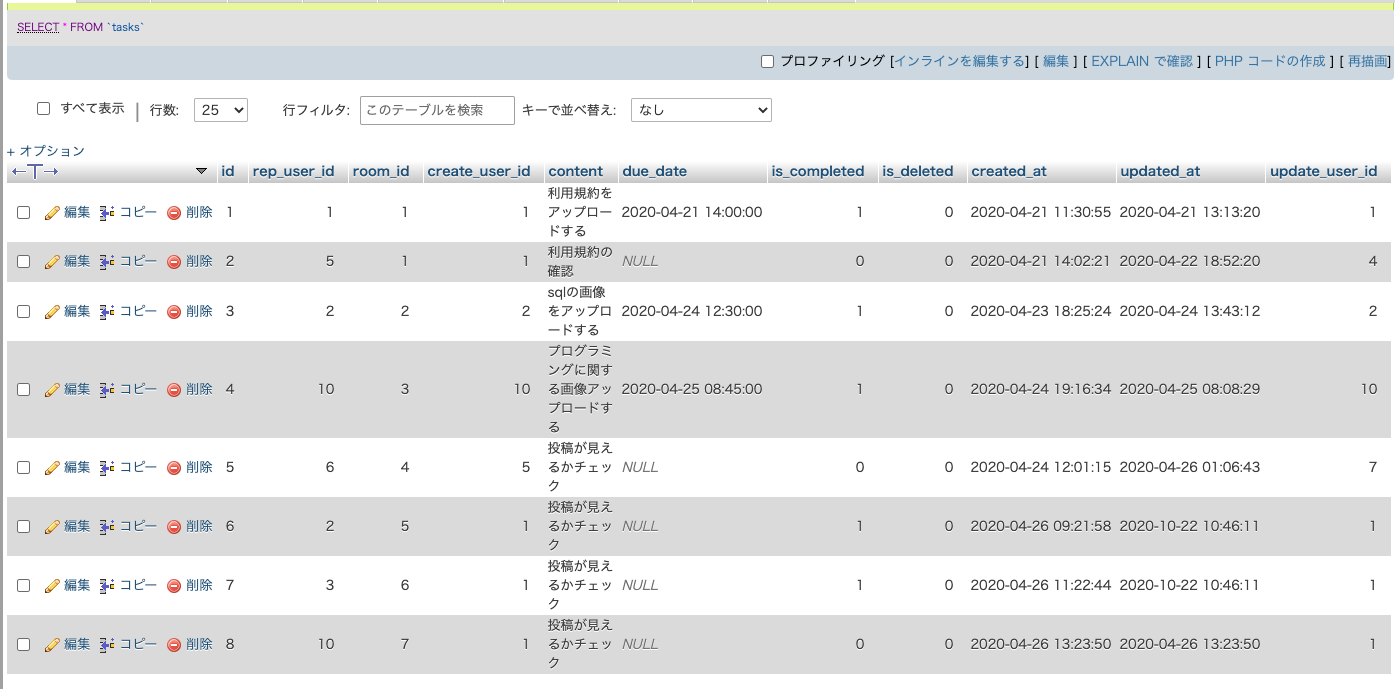 SELECT * FROM `tasks`
プロファイリング [インラインを編集する] [ 編集 ] [ EXPLAIN で確認 ] [ PHP コードの作成 ] [ 再描画]
すべて表示 | 行数: 25 行フィルタ: このテーブルを検索 キーで並べ替え: なし
+ オプション
←T→ id rep_user_id room_id create_user_id content due_date is_completed is_deleted created_at updated_at update_user_id
編集 コピー 削除 1 1 1 1 利用規約をアップロードする 2020-04-21 14:00:00 1 0 2020-04-21 11:30:55 2020-04-21 13:13:20 1
編集 コピー 削除 2 5 1 1 利用規約の確認 NULL 0 0 2020-04-21 14:02:21 2020-04-22 18:52:20 4
編集 コピー 削除 3 2 2 2 sqlの画像をアップロードする 2020-04-24 12:30:00 1 0 2020-04-23 18:25:24 2020-04-24 13:43:12 2
編集 コピー 削除 4 10 3 10 プログラミングに関する画像アップロードする 2020-04-25 08:45:00 1 0 2020-04-24 19:16:34 2020-04-25 08:08:29 10
編集 コピー 削除 5 6 4 5 投稿が見えるかチェック NULL 0 0 2020-04-24 12:01:15 2020-04-26 01:06:43 7
編集 コピー 削除 6 2 5 1 投稿が見えるかチェック NULL 1 0 2020-04-26 09:21:58 2020-10-22 10:46:11 1
編集 コピー 削除 7 3 6 1 投稿が見えるかチェック NULL 1 0 2020-04-26 11:22:44 2020-10-22 10:46:11 1
編集 コピー 削除 8 10 7 1 投稿が見えるかチェック NULL 0 0 2020-04-26 13:23:50 2020-04-26 13:23:50 1